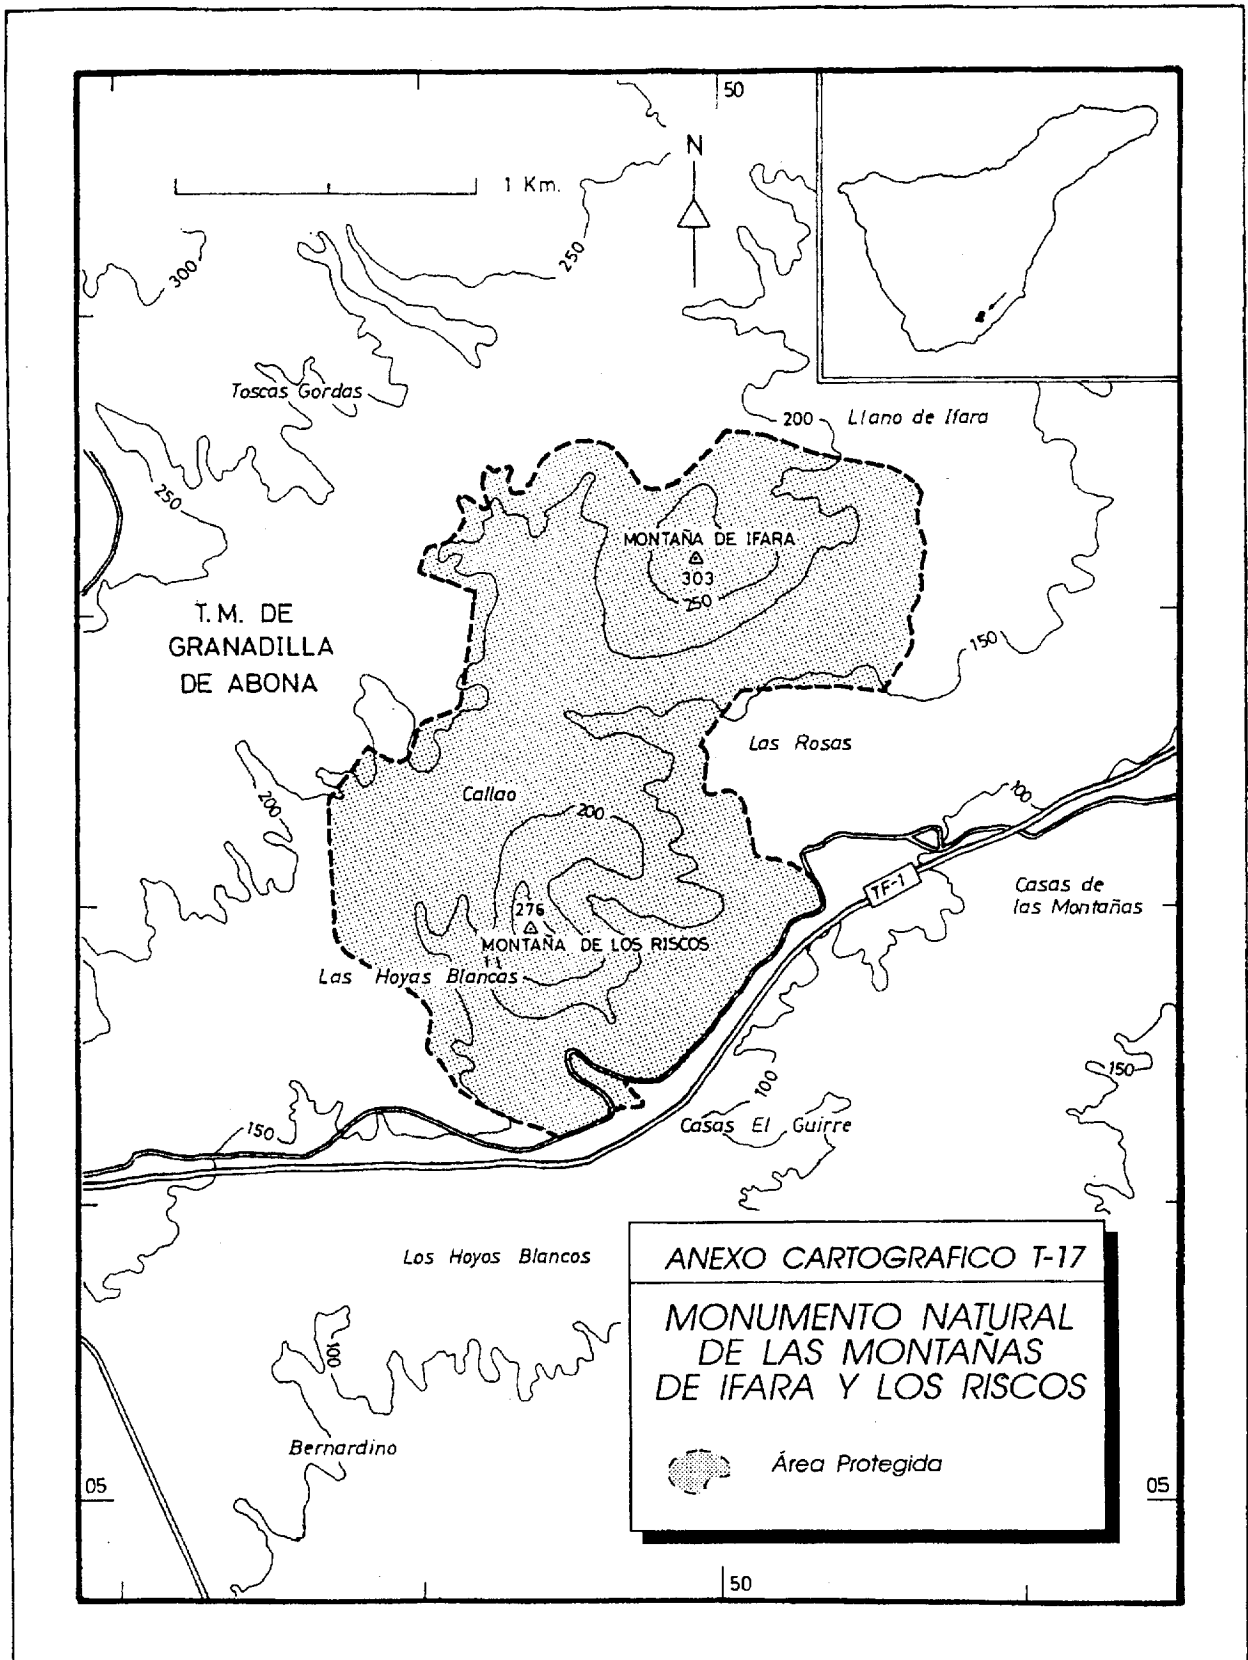 50
N
1 Km.
300
250
Toscas Gordas
200
Llano de Ifara
250
MONTAÑA DE IFARA
303
250
T.M. DE
GRANADILLA
DE ABONA
150
Las Rosas
200
Callao
200
100
TF-1
Casas de
las Montañas
276
MONTAÑA DE LOS RISCOS
Las Hoyas Blancas
100
150
150
Casas El Guirre
Los Hoyos Blancos
ANEXO CARTOGRAFICO T-17
MONUMENTO NATURAL
DE LAS MONTAÑAS
DE IFARA Y LOS RISCOS
100
Bernardino
Área Protegida
05
05
50